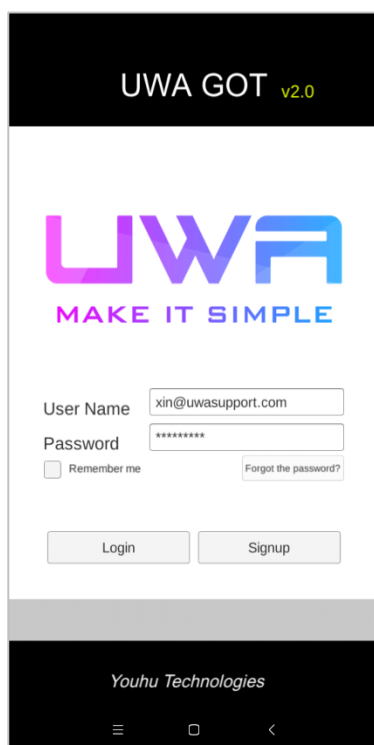 UWA GOT v2.0
UWA
MAKE IT SIMPLE
User Name xin@uwasupport.com
Password *********
Remember me Forgot the password?
Login Signup
Youhu Technologies